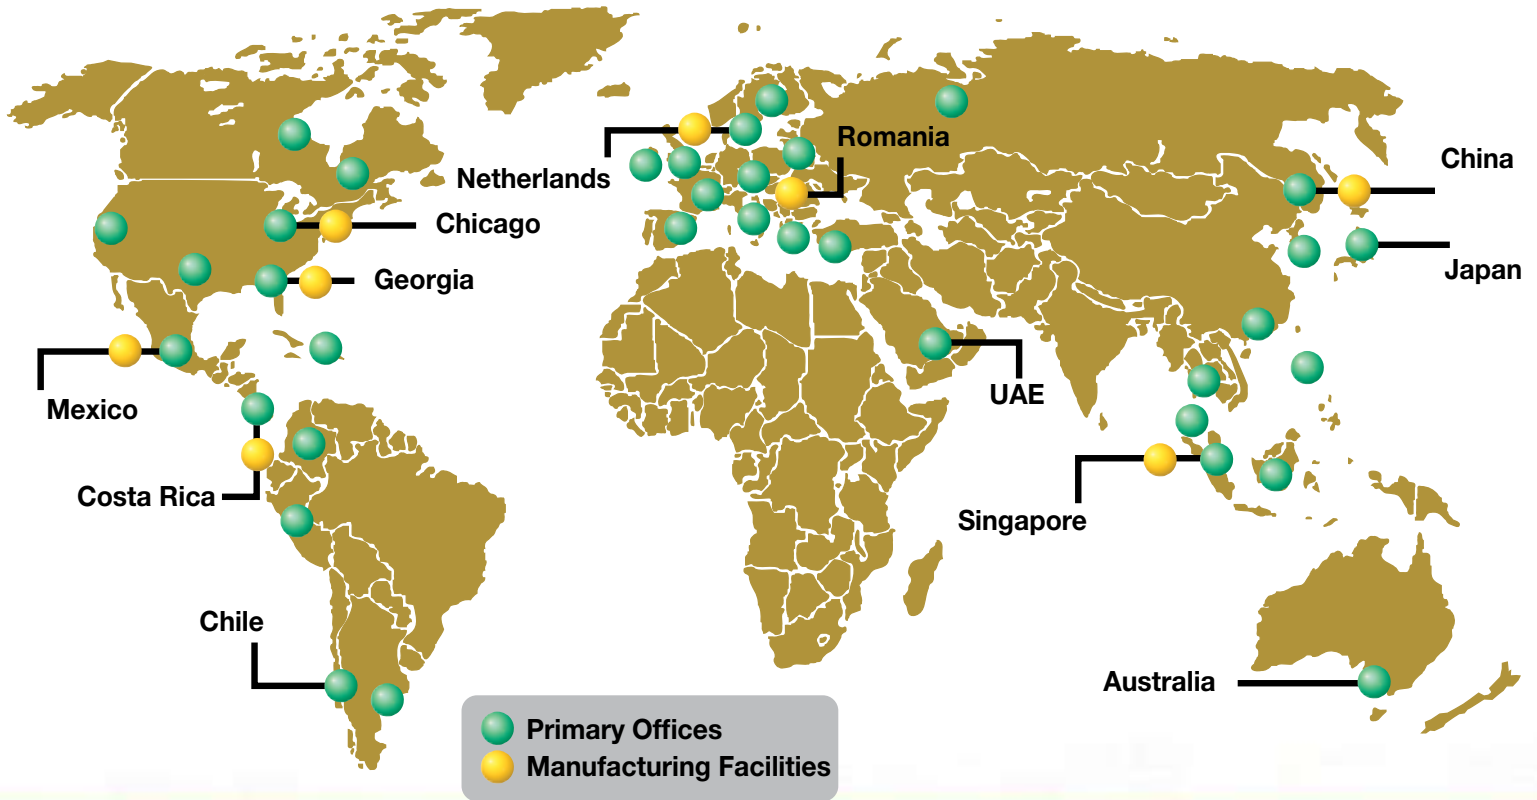 Romania
China
Netherlands
Chicago
Japan
Georgia
UAE
Mexico
Costa Rica
Singapore
Chile
Australia
Primary Offices
Manufacturing Facilities